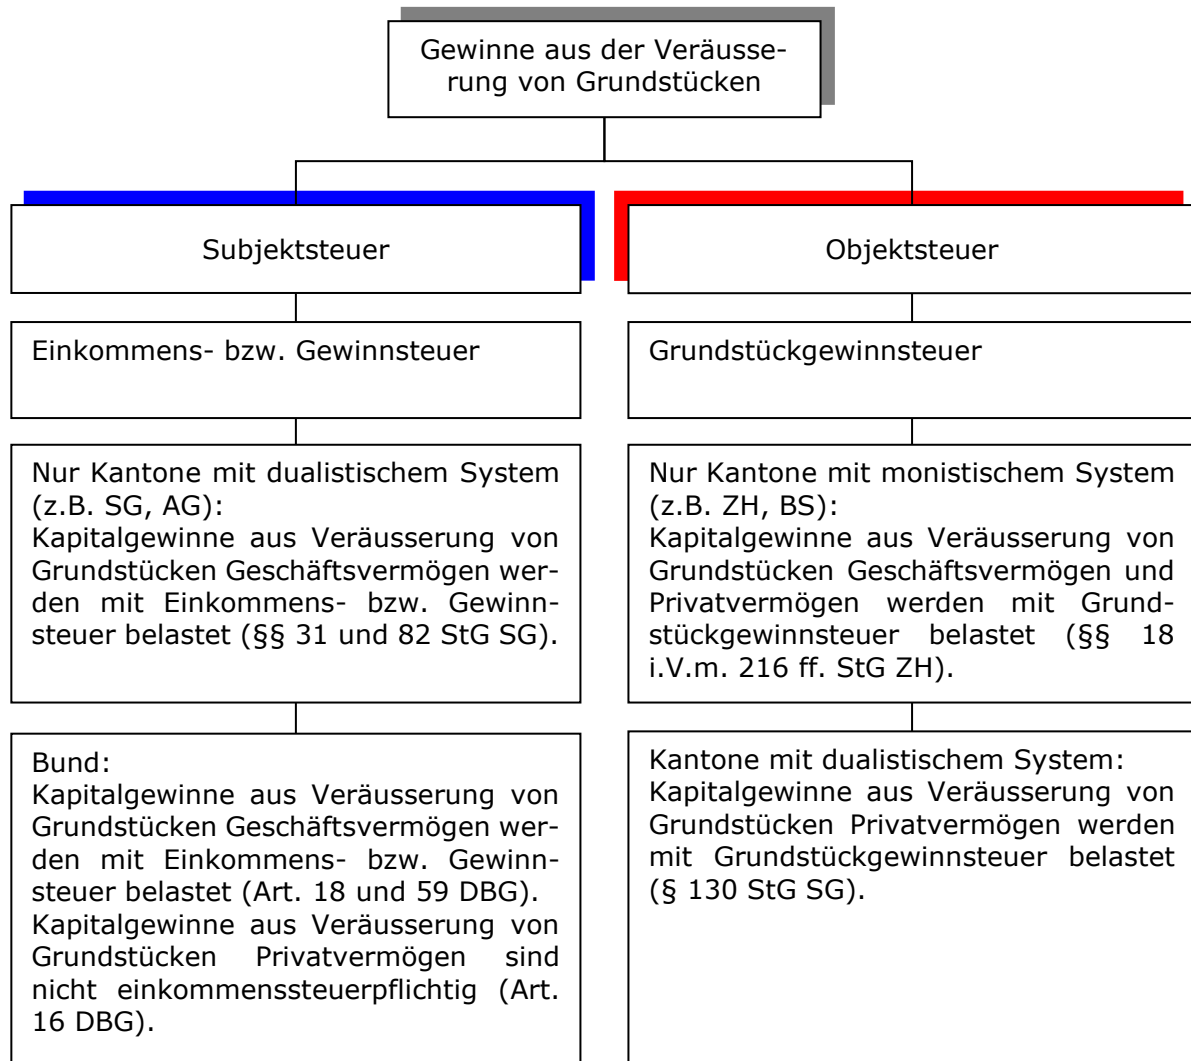 Gewinne aus der Veräusse-
rung von Grundstücken
Subjektsteuer
Objektsteuer
Einkommens- bzw. Gewinnsteuer
Grundstückgewinnsteuer
Nur Kantone mit dualistischem System
(z.B. SG, AG):
Kapitalgewinne aus Veräusserung von
Grundstücken Geschäftsvermögen wer-
den mit Einkommens- bzw. Gewinn-
steuer belastet (§§ 31 und 82 StG SG).
Nur Kantone mit monistischem System
(z.B. ZH, BS):
Kapitalgewinne aus Veräusserung von
Grundstücken Geschäftsvermögen und
Privatvermögen werden mit Grund-
stückgewinnsteuer belastet (§§ 18
i.V.m. 216 ff. StG ZH).
Bund:
Kapitalgewinne aus Veräusserung von
Grundstücken Geschäftsvermögen wer-
den mit Einkommens- bzw. Gewinn-
steuer belastet (Art. 18 und 59 DBG).
Kapitalgewinne aus Veräusserung von
Grundstücken Privatvermögen sind
nicht einkommenssteuerpflichtig (Art.
16 DBG).
Kantone mit dualistischem System:
Kapitalgewinne aus Veräusserung von
Grundstücken Privatvermögen werden
mit Grundstückgewinnsteuer belastet
(§ 130 StG SG).